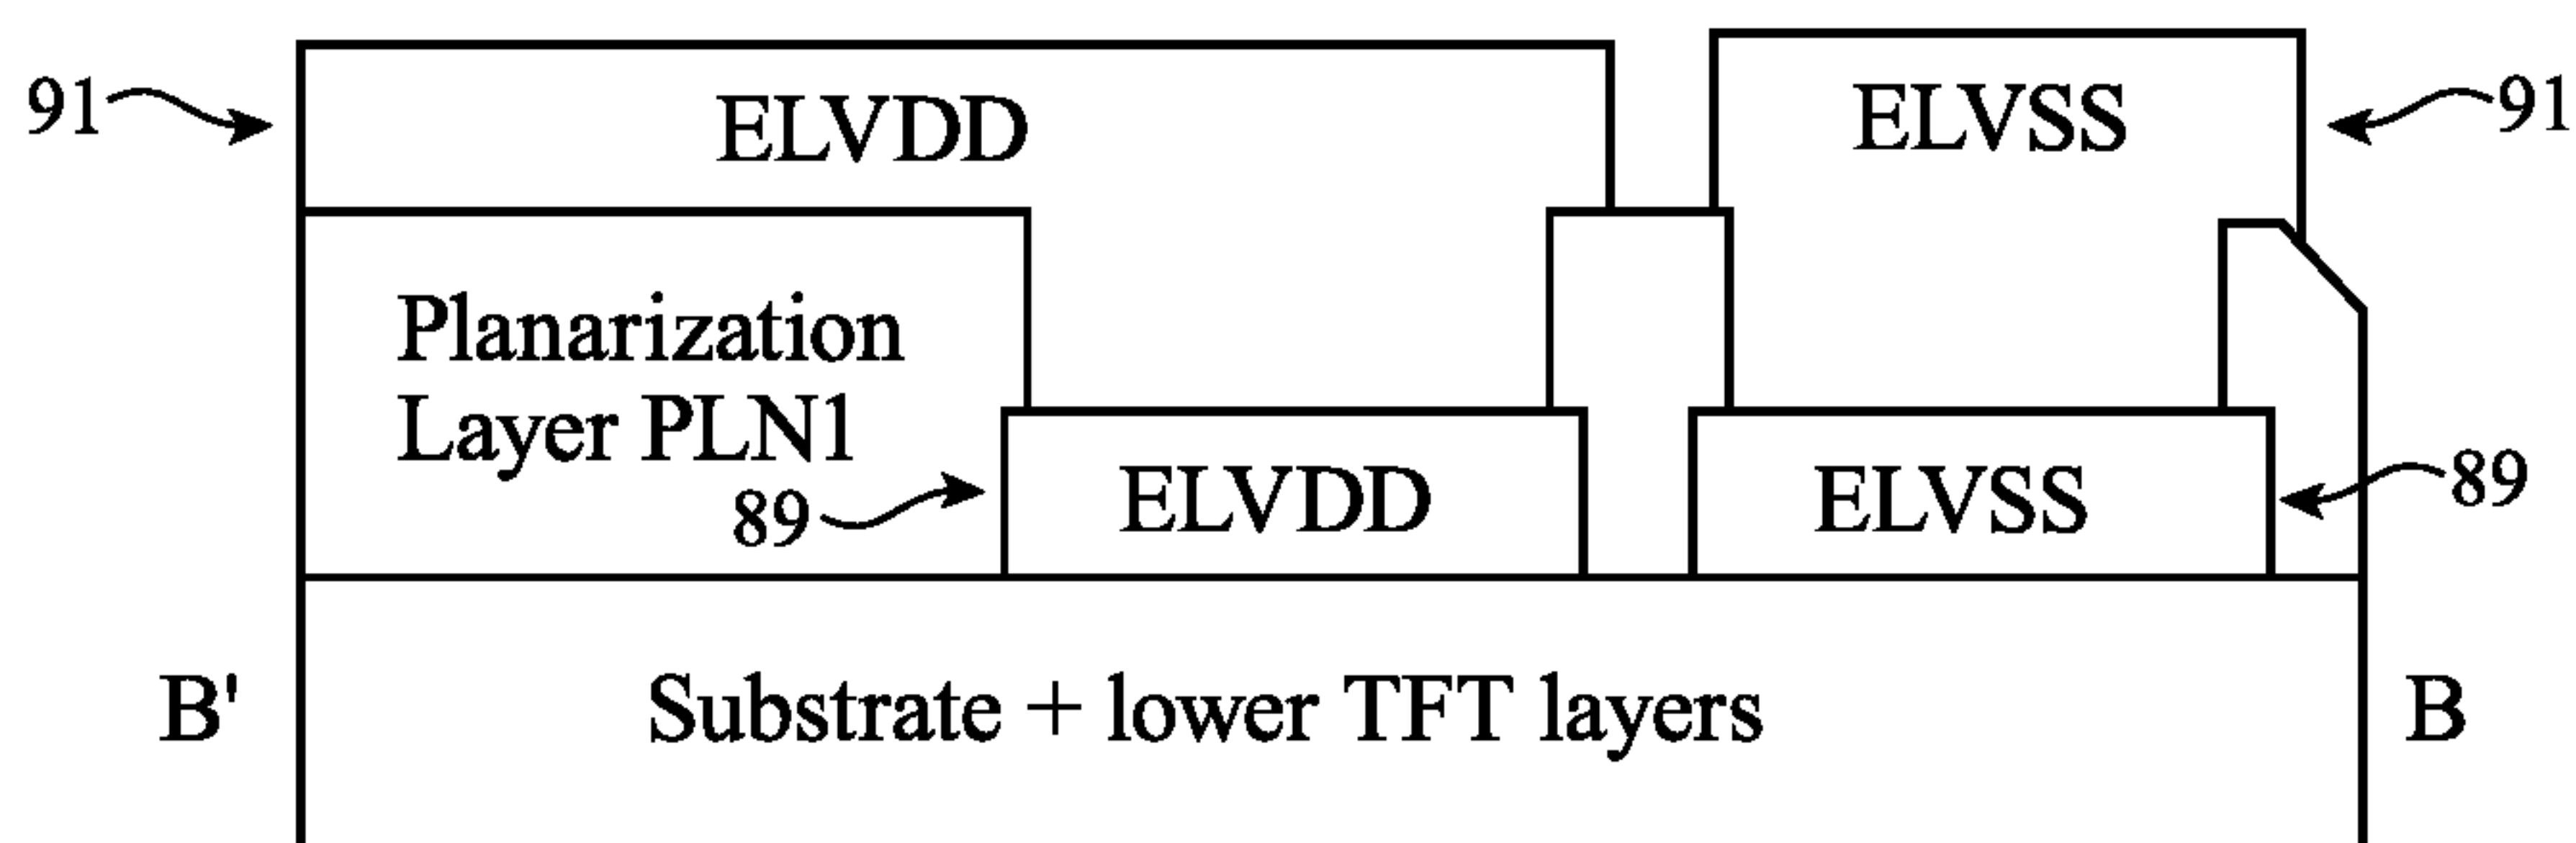 91
ELVDD
ELVSS
91
Planarization
Layer PLN1
89
ELVDD
ELVSS
89
B'
Substrate + lower TFT layers
B